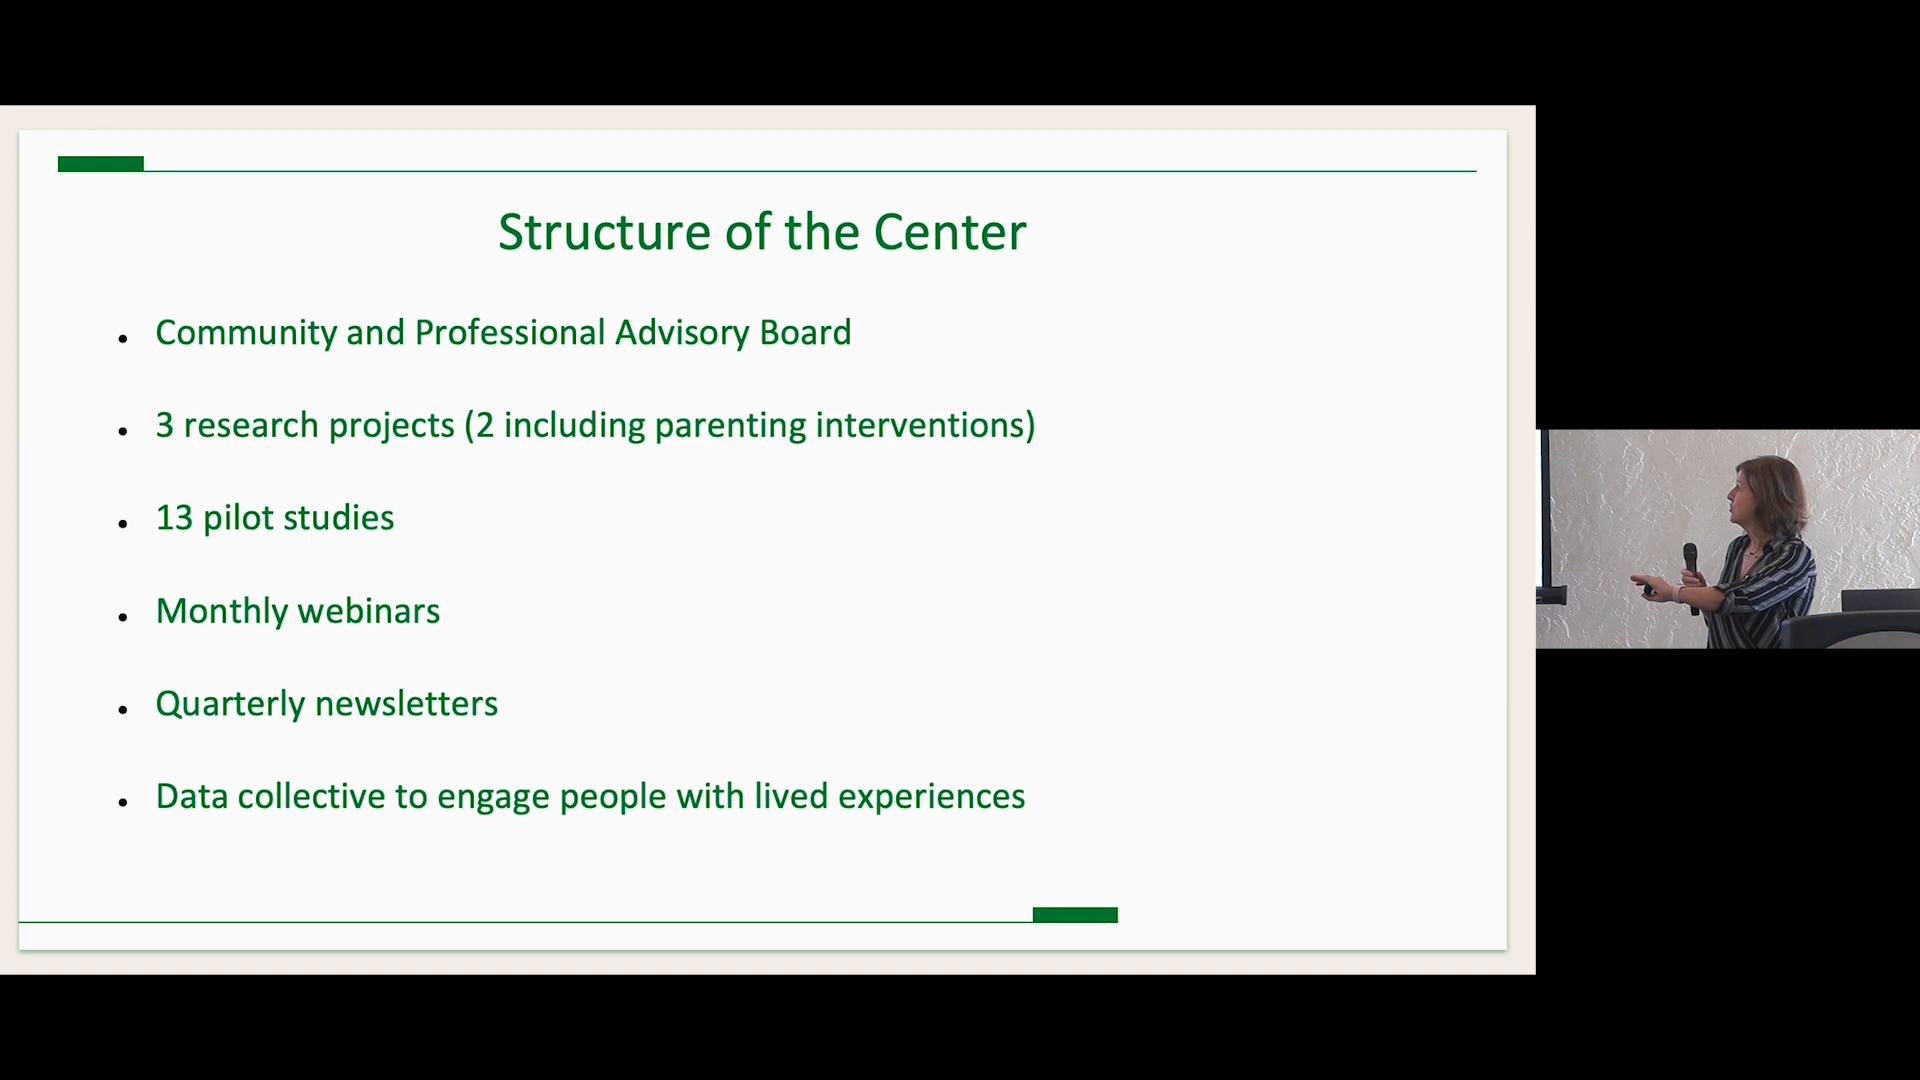 Structure of the Center
Community and Professional Advisory Board
3 research projects (2 including parenting interventions)
13 pilot studies
Monthly webinars
Quarterly newsletters
Data collective to engage people with lived experiences